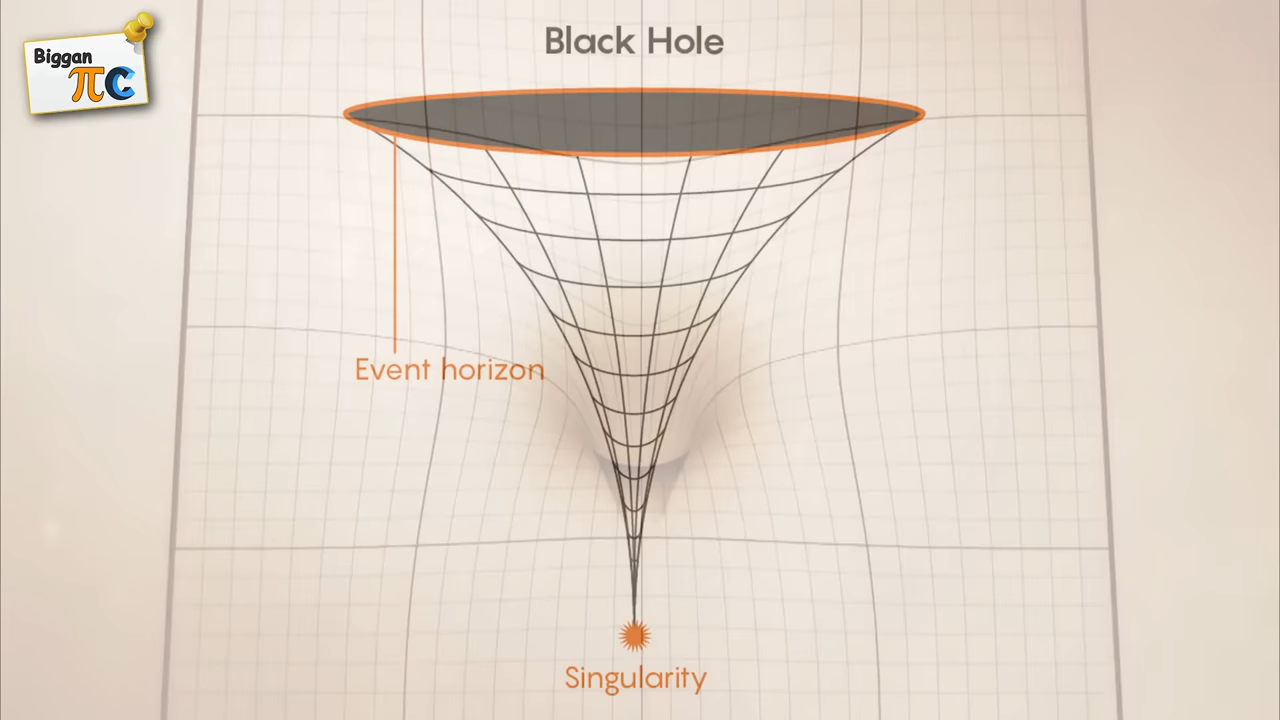 Black Hole
Biggan
πC
Event horizon
Singularity